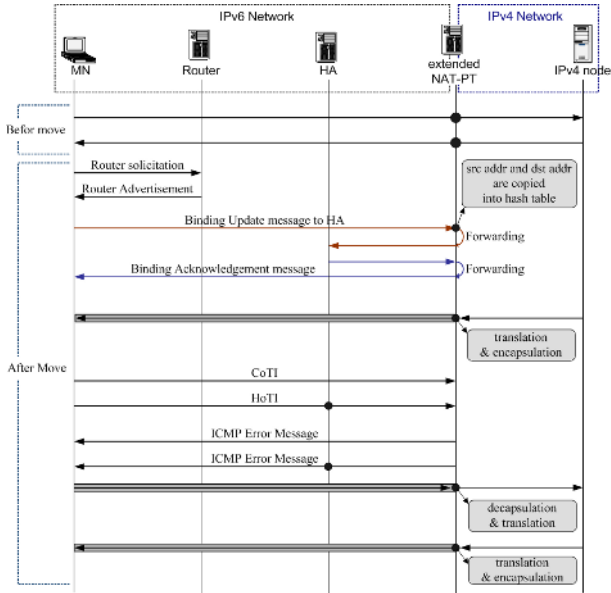 IPv6 Network
IPv4 Network
MN
Router
HA
extended
NAT-PT
IPv4 node
Befor move
Router solicitation
Router Advertisement
src addr and dst addr
are copied
into hash table
Binding Update message to HA
Forwarding
Binding Acknowledgement message
Forwarding
translation
& encapsulation
After Move
CoTI
HoTI
ICMP Error Message
ICMP Error Message
decapsulation
& translation
translation
& encapsulation